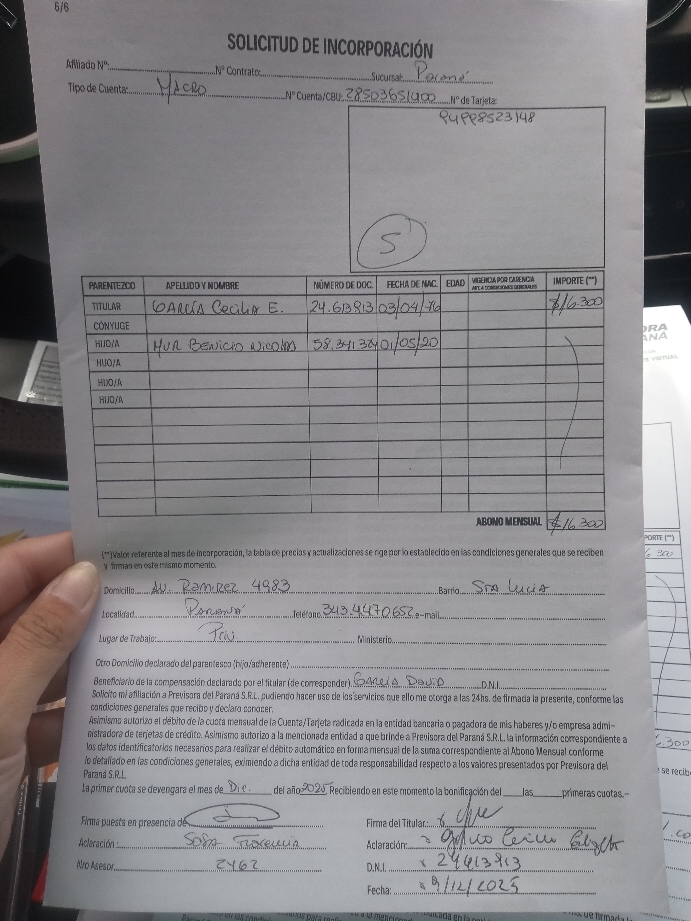 6/6
SOLICITUD DE INCORPORACIÓN
Afiliado Nº: Nº Contrato: Sucursal: Paraná
Tipo de Cuenta: MACRO Nº Cuenta/CBU: Nº de Tarjeta:
5
PARENTEZCO APELLIDO Y NOMBRE NÚMERO DE DOC. FECHA DE NAC. EDAD VIGENCIA POR CARENCIA IMPORTE (**)
TITULAR GARCÍA Cecilia E. 24.613.913 03/04/76 $16.300
CÓNYUGE
HIJO/A MUR Benicio Nicolas 01/05/20
HIJO/A
HIJO/A
HIJO/A
ABONO MENSUAL $16.300
(**)Valor referente al mes de incorporación, la tabla de precios y actualizaciones se rige por lo establecido en las condiciones generales que se reciben
y firman en este mismo momento.
Domicilio AV. RAMIREZ 4983 Barrio STA LUCIA
Localidad Paraná Teléfono 343 4470652 e-mail
Lugar de Trabajo: Ministerio
Otro Domicilio declarado del parentesco (hijo/adherente)
Beneficiario de la compensación declarado por el titular (de corresponder) GARCÍA DAVID D.N.I.
Solicito mi afiliación a Previsora del Paraná S.R.L. pudiendo hacer uso de los servicios que ello me otorga a las 24hs. de firmada la presente, conforme las
condiciones generales que recibo y declaro conocer.
Asimismo autorizo el débito de la cuota mensual de la Cuenta/Tarjeta radicada en la entidad bancaria o pagadora de mis haberes y/o empresa admi-
nistradora de tarjetas de crédito. Asimismo autorizo a la mencionada entidad a que brinde a Previsora del Paraná S.R.L. la información correspondiente a
los datos identificatorios necesarios para realizar el débito automático en forma mensual de la suma correspondiente al Abono Mensual conforme
lo detallado en las condiciones generales, eximiendo a dicha entidad de toda responsabilidad respecto a los valores presentados por Previsora del
Paraná S.R.L.
La primer cuota se devengara el mes de Dic. del año 2025 Recibiendo en este momento la bonificación del ___ las ___ primeras cuotas.-
Firma puesta en presencia de Firma del Titular:
Aclaración: SOSA Florencia Aclaración:
Nro Asesor 2462 D.N.I.
Fecha: 9/12/2025